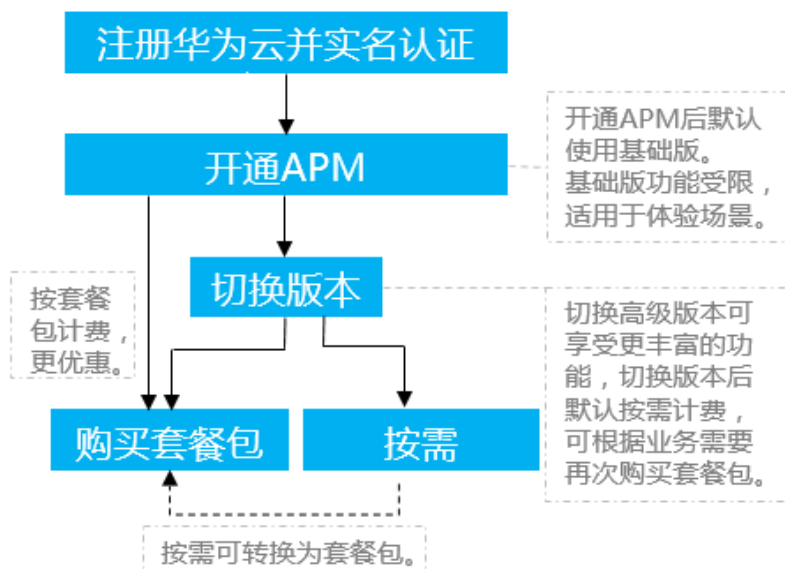 注册华为云并实名认证
开通APM
开通APM后默认
使用基础版。
基础版功能受限，
适用于体验场景。
切换版本
按套餐
包计费，
更优惠。
切换高级版本可
享受更丰富的功
能，切换版本后
默认按需计费，
可根据业务需要
再次购买套餐包。
购买套餐包
按需
按需可转换为套餐包。